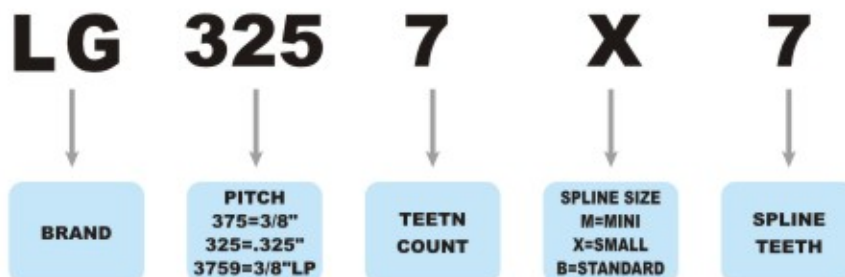 LG 325 7 X 7
BRAND
PITCH
375=3/8"
325=.325"
3759=3/8"LP
TEETN
COUNT
SPLINE SIZE
M=MINI
X=SMALL
B=STANDARD
SPLINE
TEETH